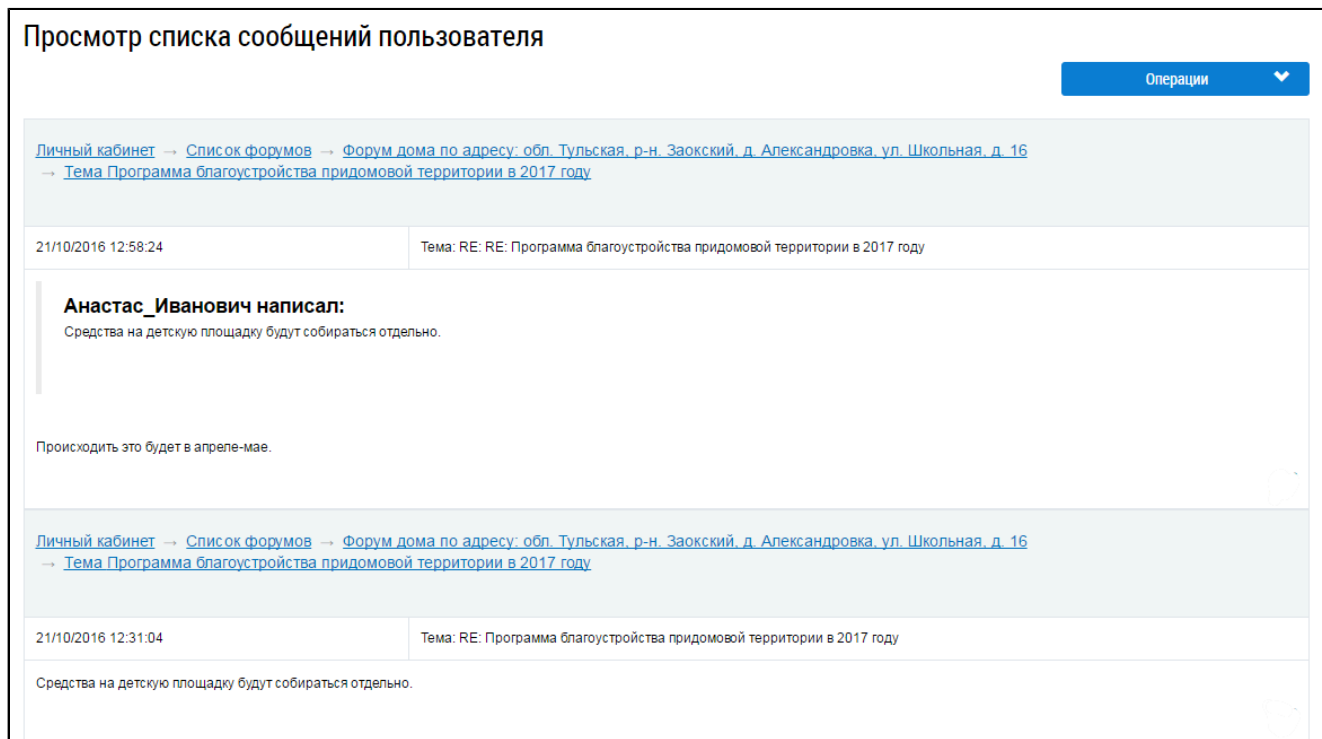 Просмотр списка сообщений пользователя
Операции
Личный кабинет → Список форумов → Форум дома по адресу: обл. Тульская, р-н. Заокский, д. Александровка, ул. Школьная, д. 16
→ Тема Программа благоустройства придомовой территории в 2017 году
21/10/2016 12:58:24 Тема: RE: RE: Программа благоустройства придомовой территории в 2017 году
Анастас_Иванович написал:
Средства на детскую площадку будут собираться отдельно.
Происходить это будет в апреле-мае.
Личный кабинет → Список форумов → Форум дома по адресу: обл. Тульская, р-н. Заокский, д. Александровка, ул. Школьная, д. 16
→ Тема Программа благоустройства придомовой территории в 2017 году
21/10/2016 12:31:04 Тема: RE: Программа благоустройства придомовой территории в 2017 году
Средства на детскую площадку будут собираться отдельно.